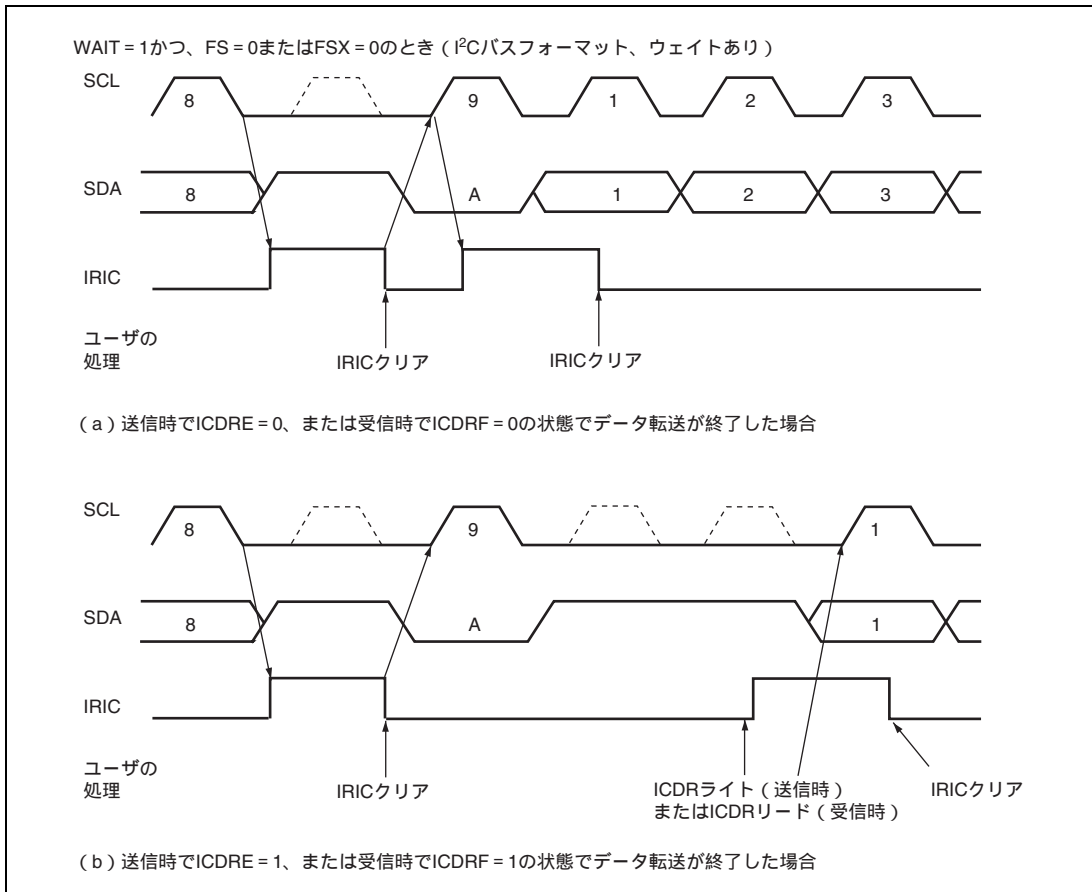 WAIT = 1かつ、FS = 0またはFSX = 0のとき（I²Cバスフォーマット、ウェイトあり）
SCL
8
9
1
2
3
SDA
8
A
1
2
3
IRIC
ユーザの
処理
IRICクリア
IRICクリア
（a）送信時でICDRE = 0、または受信時でICDRF = 0の状態でデータ転送が終了した場合
SCL
8
9
1
SDA
8
A
1
IRIC
ユーザの
処理
IRICクリア
ICDRライト（送信時）
またはICDRリード（受信時）
IRICクリア
（b）送信時でICDRE = 1、または受信時でICDRF = 1の状態でデータ転送が終了した場合